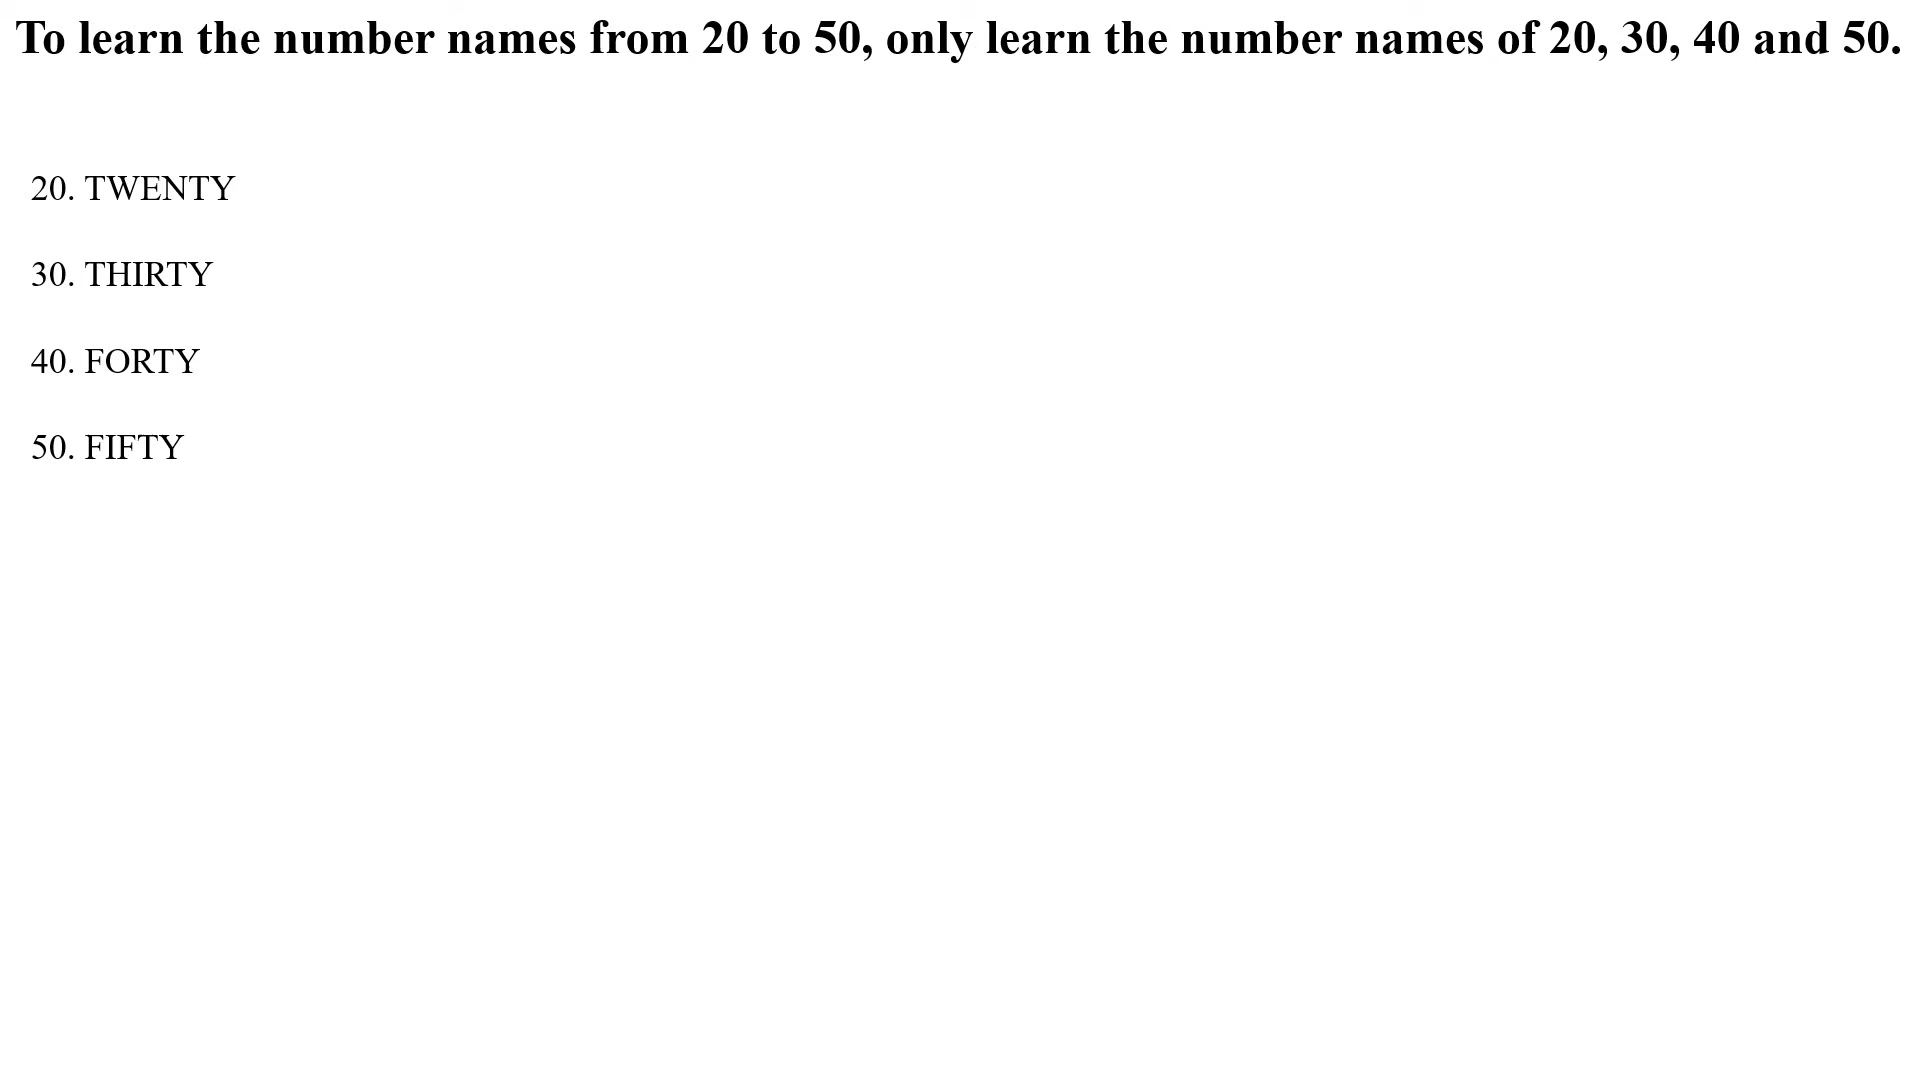 To learn the number names from 20 to 50, only learn the number names of 20, 30, 40 and 50.
20. TWENTY
30. THIRTY
40. FORTY
50. FIFTY